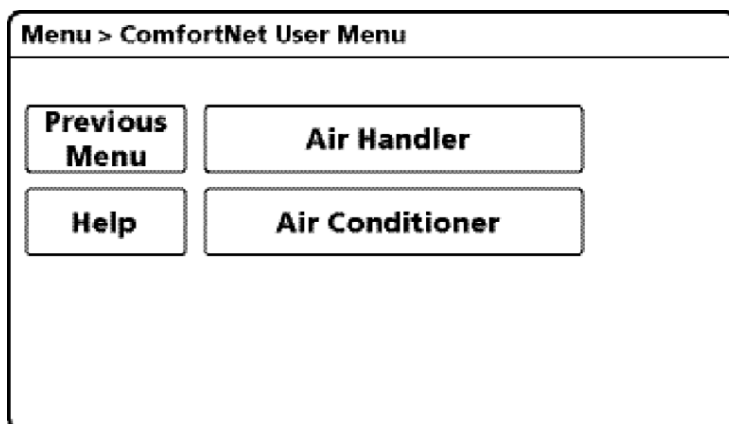 Menu > ComfortNet User Menu
Previous
Menu
Air Handler
Help
Air Conditioner